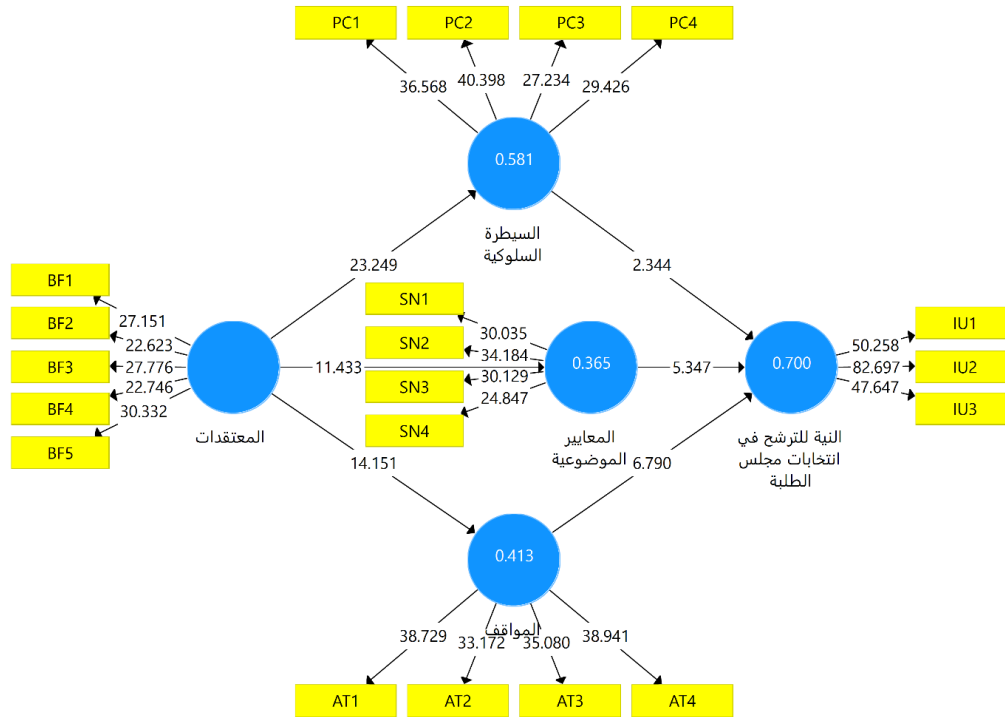 PC1
PC2
PC3
PC4
36.568
40.398
27.234
29.426
0.581
السيطرة
السلوكية
23.249
2.344
BF1
BF2
BF3
BF4
BF5
27.151
22.623
27.776
22.746
30.332
المعتقدات
11.433
SN1
SN2
SN3
SN4
30.035
34.184
30.129
24.847
0.365
المعايير
الموضوعية
5.347
0.700
النية للترشح في
انتخابات مجلس
الطلبة
50.258
82.697
47.647
IU1
IU2
IU3
14.151
6.790
0.413
المواقف
38.729
33.172
35.080
38.941
AT1
AT2
AT3
AT4